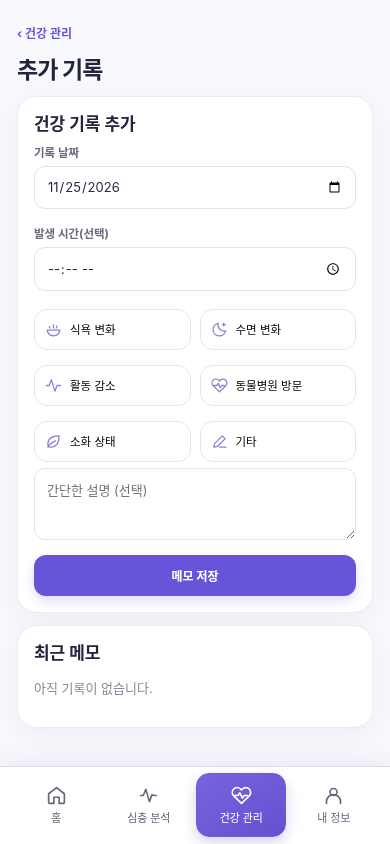 ‹ 건강 관리
추가 기록
건강 기록 추가
기록 날짜
11/25/2026
발생 시간(선택)
--:-- --
식욕 변화
수면 변화
활동 감소
동물병원 방문
소화 상태
기타
간단한 설명 (선택)
메모 저장
최근 메모
아직 기록이 없습니다.
홈
심층 분석
건강 관리
내 정보